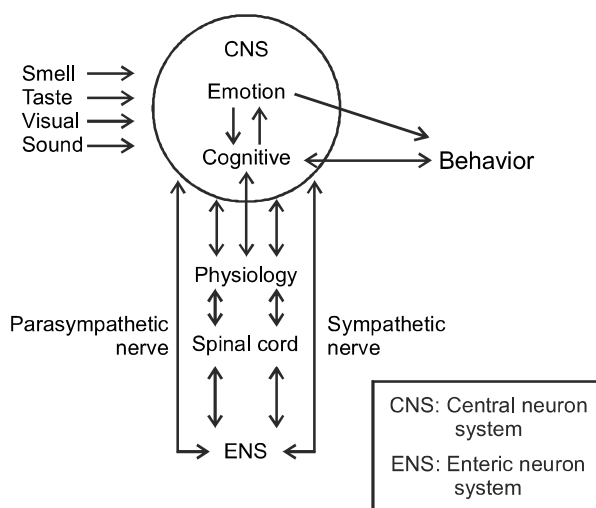 CNS
Smell
Taste
Visual
Sound
Emotion
Cognitive
Behavior
Physiology
Parasympathetic
nerve
Spinal cord
Sympathetic
nerve
ENS
CNS: Central neuron
system
ENS: Enteric neuron
system